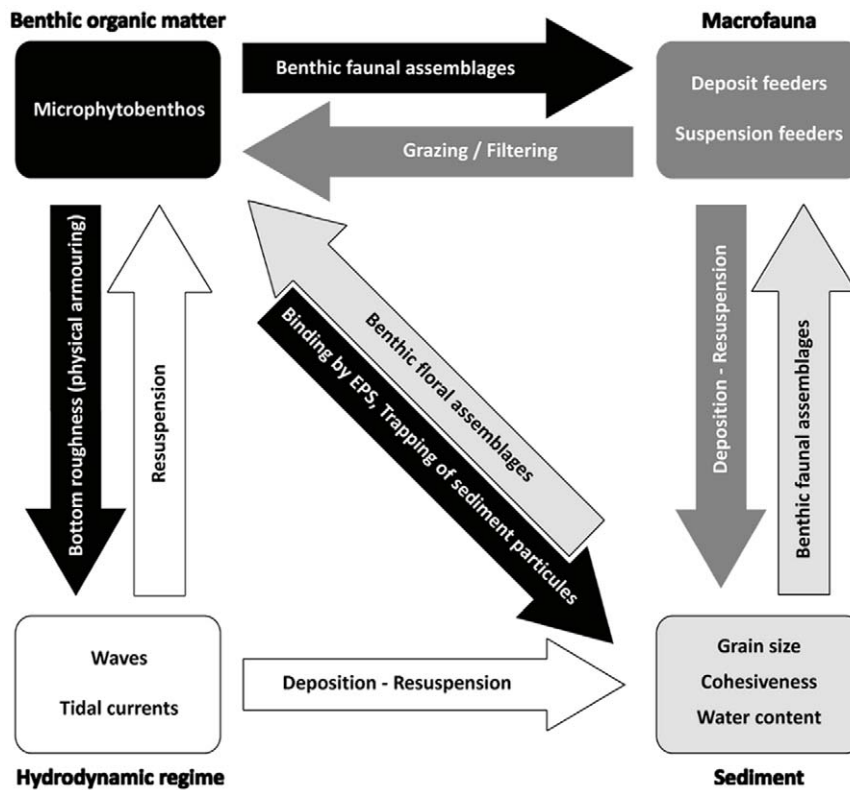 Benthic organic matter
Macrofauna
Microphytobenthos
Benthic faunal assemblages
Deposit feeders
Suspension feeders
Grazing / Filtering
Bottom roughness (physical armouring)
Resuspension
Benthic floral assemblages
Binding by EPS, Trapping of sediment particules
Deposition - Resuspension
Benthic faunal assemblages
Waves
Tidal currents
Deposition - Resuspension
Grain size
Cohesiveness
Water content
Hydrodynamic regime
Sediment